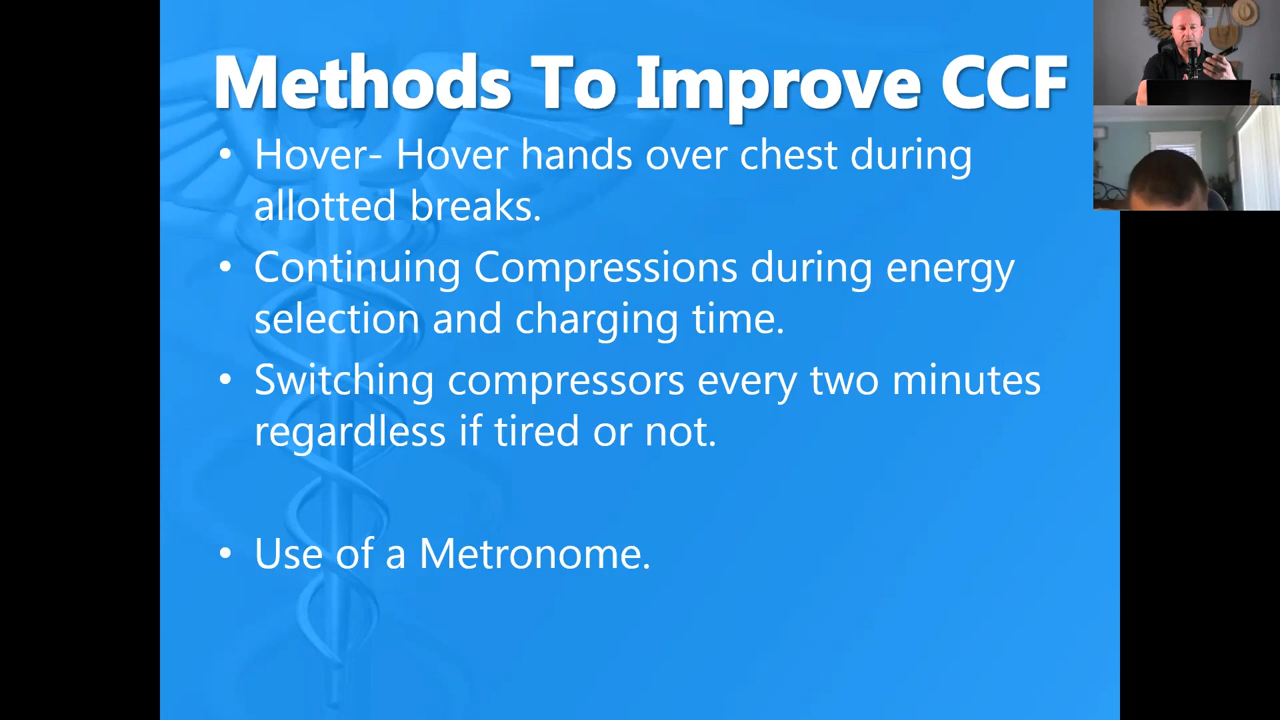 Methods To Improve CCF
• Hover- Hover hands over chest during
allotted breaks.
• Continuing Compressions during energy
selection and charging time.
• Switching compressors every two minutes
regardless if tired or not.
• Use of a Metronome.